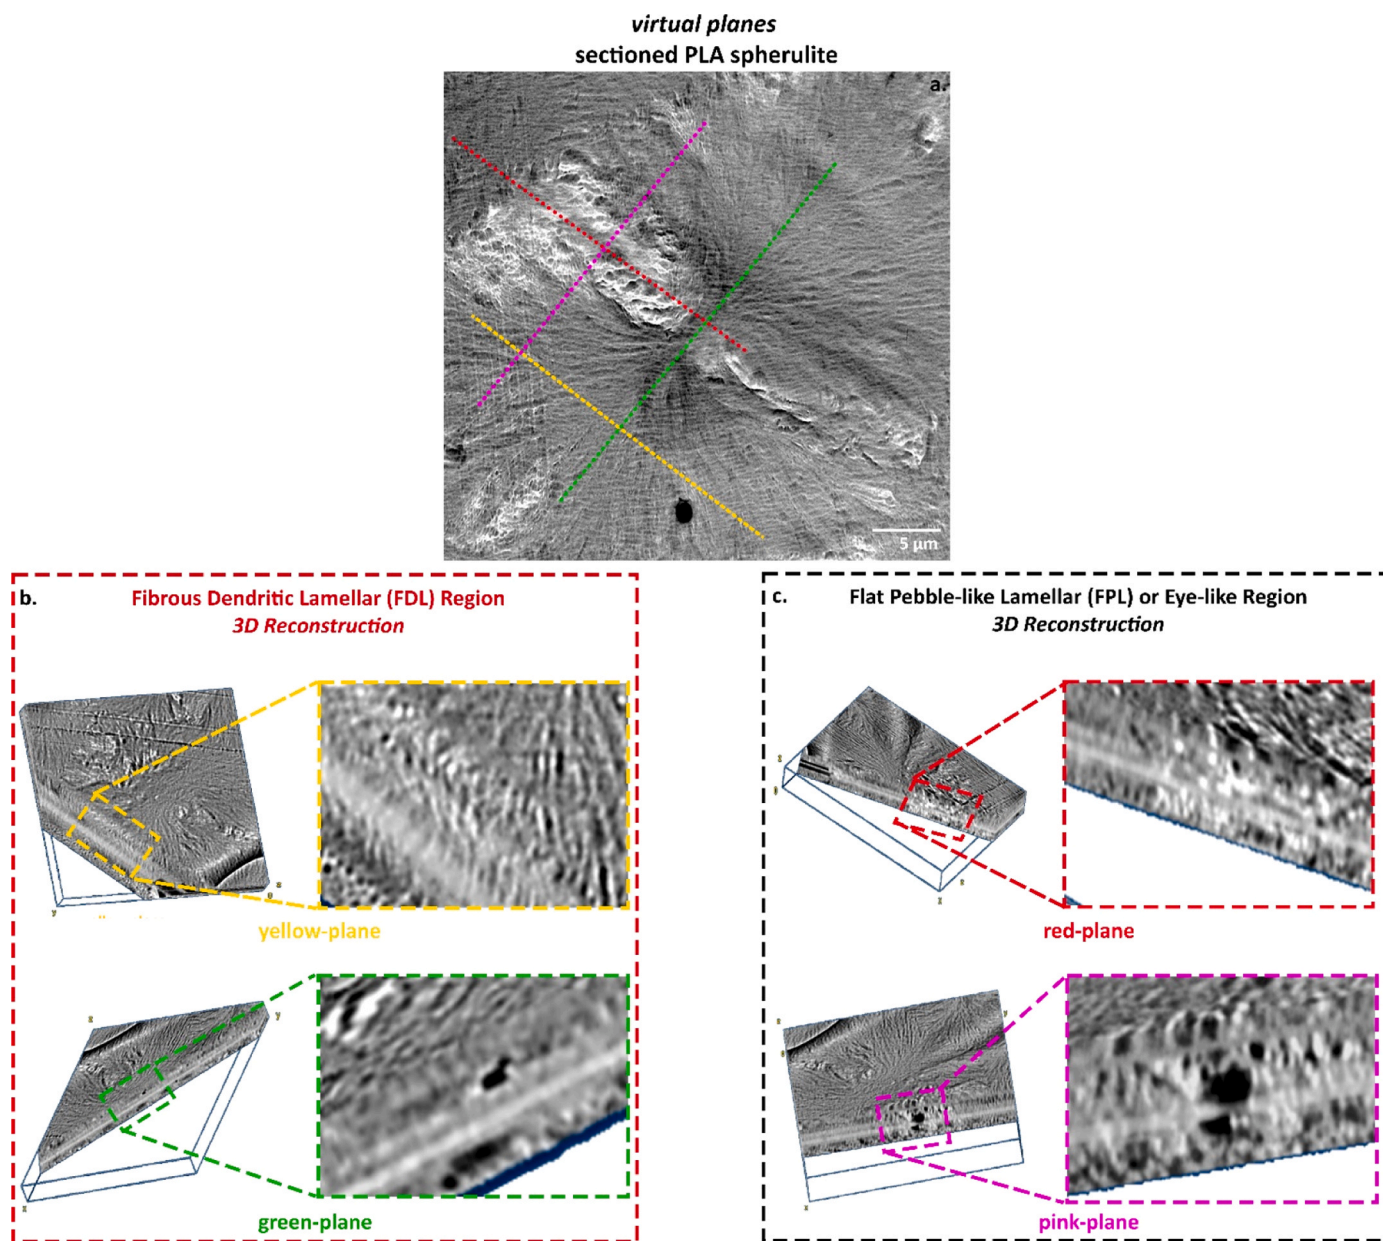 virtual planes
sectioned PLA spherulite
a.
5 µm
b.
Fibrous Dendritic Lamellar (FDL) Region
3D Reconstruction
yellow-plane
green-plane
c.
Flat Pebble-like Lamellar (FPL) or Eye-like Region
3D Reconstruction
red-plane
pink-plane